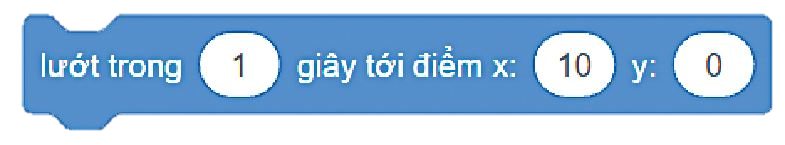 lướt trong 1 giây tới điểm x: 10 y: 0